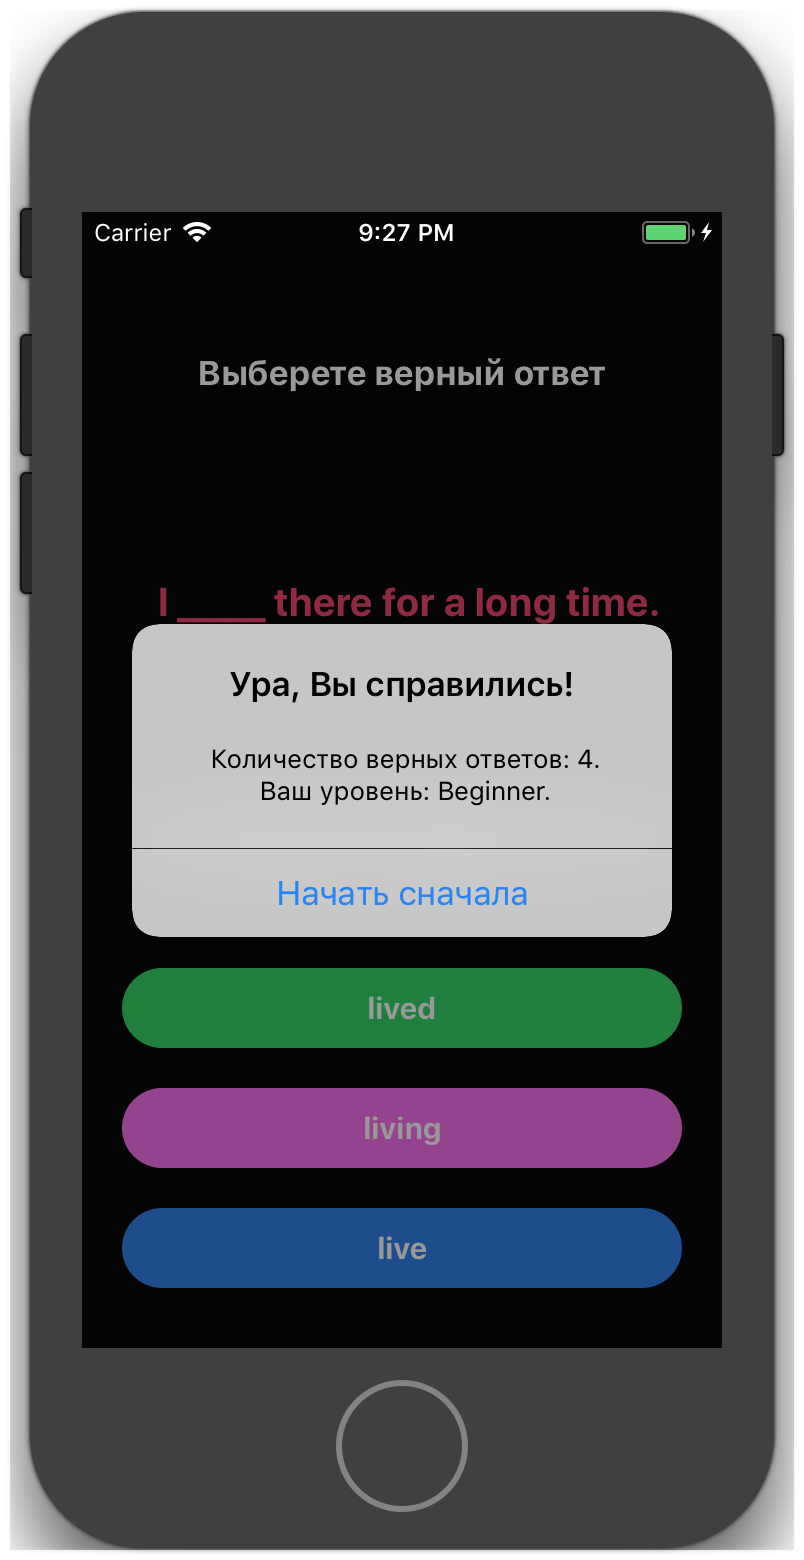 Carrier 9:27 PM
Выберете верный ответ
I _____ there for a long time.
Ура, Вы справились!
Количество верных ответов: 4.
Ваш уровень: Beginner.
Начать сначала
lived
living
live